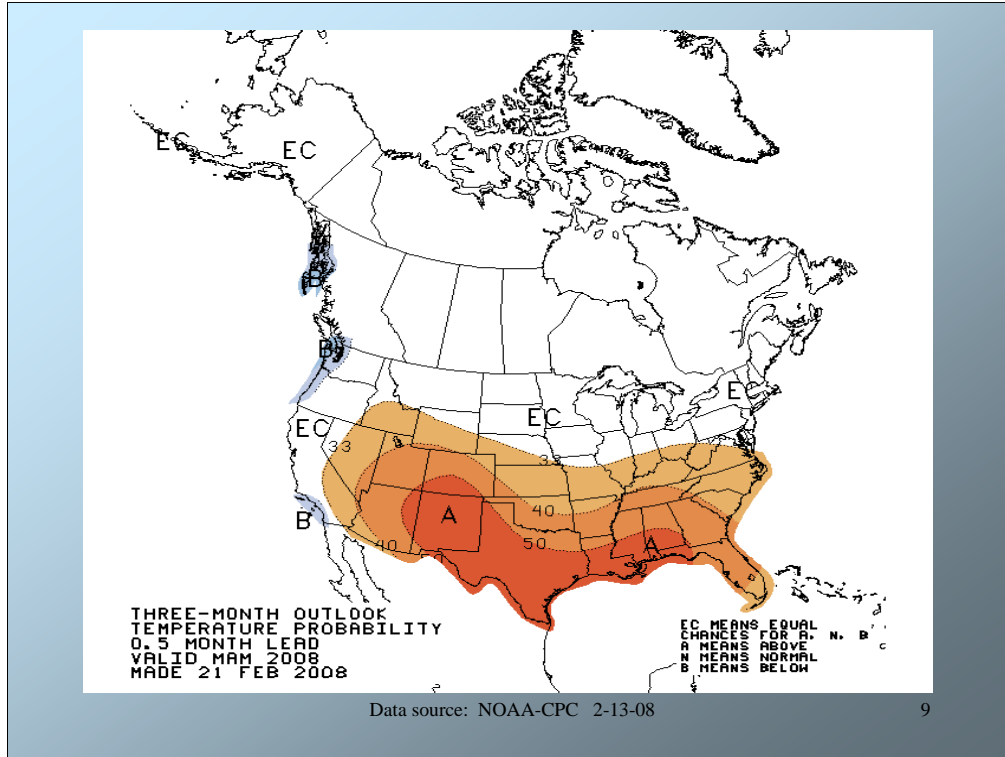 EC
EC
B
B
EC
EC
EC
33
33
B
A
40
40
50
A
THREE-MONTH OUTLOOK
TEMPERATURE PROBABILITY
0.5 MONTH LEAD
VALID MAM 2008
MADE 21 FEB 2008
EC MEANS EQUAL
CHANCES FOR A, N, B
A MEANS ABOVE
N MEANS NORMAL
B MEANS BELOW
Data source: NOAA-CPC 2-13-08
9